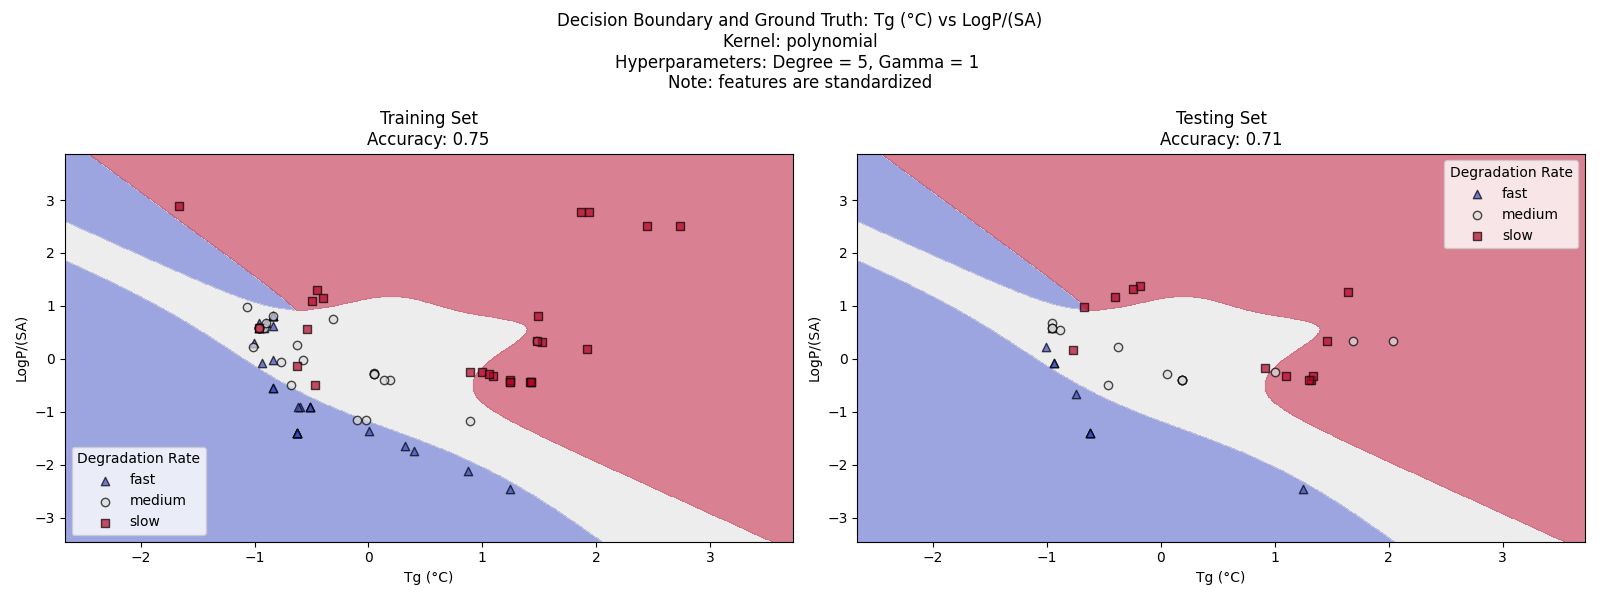 Decision Boundary and Ground Truth: Tg (°C) vs LogP/(SA)
Kernel: polynomial
Hyperparameters: Degree = 5, Gamma = 1
Note: features are standardized
Training Set
Accuracy: 0.75
3
2
1
0
−1
−2
−3
LogP/(SA)
Degradation Rate
fast
medium
slow
−2
−1
0
1
2
3
Tg (°C)
Testing Set
Accuracy: 0.71
3
2
1
0
−1
−2
−3
LogP/(SA)
Degradation Rate
fast
medium
slow
−2
−1
0
1
2
3
Tg (°C)